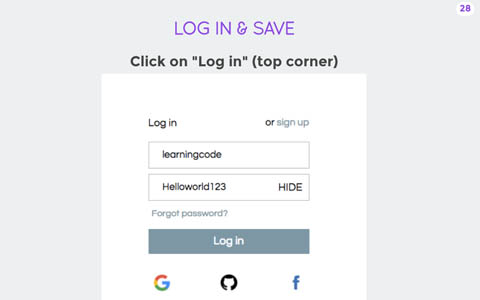 28
LOG IN & SAVE
Click on "Log in" (top corner)
Log in or sign up
learningcode
Helloworld123 HIDE
Forgot password?
Log in